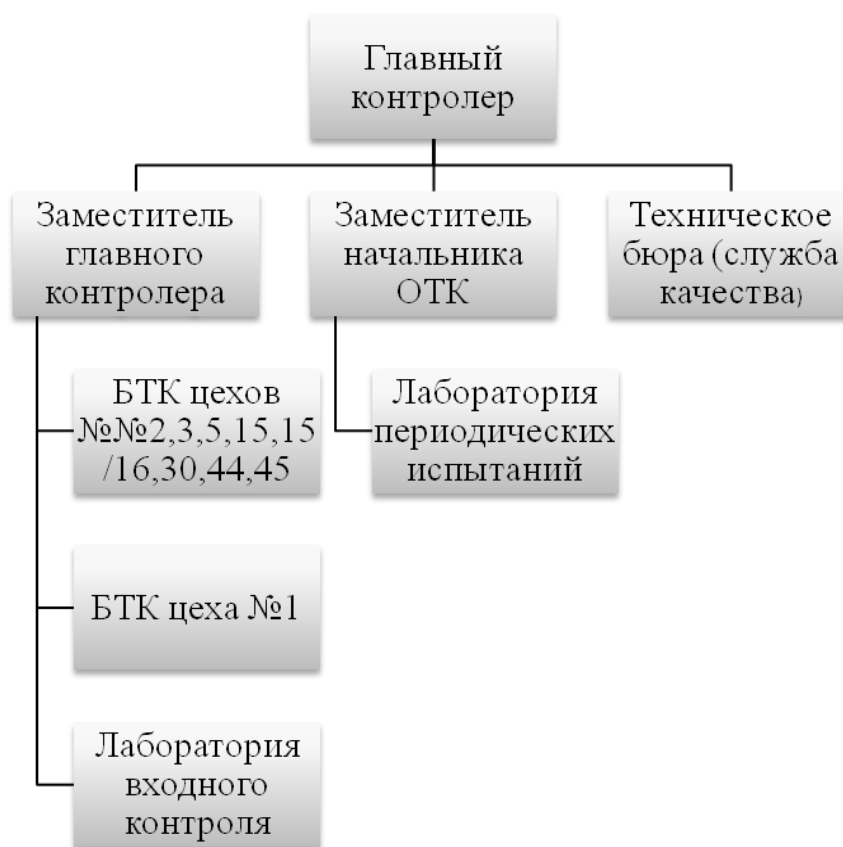 Главный
контролер
Заместитель
главного
контролера
Заместитель
начальника
ОТК
Техническое
бюра (служба
качества)
БТК цехов
№№2,3,5,15,15
/16,30,44,45
Лаборатория
периодических
испытаний
БТК цеха №1
Лаборатория
входного
контроля